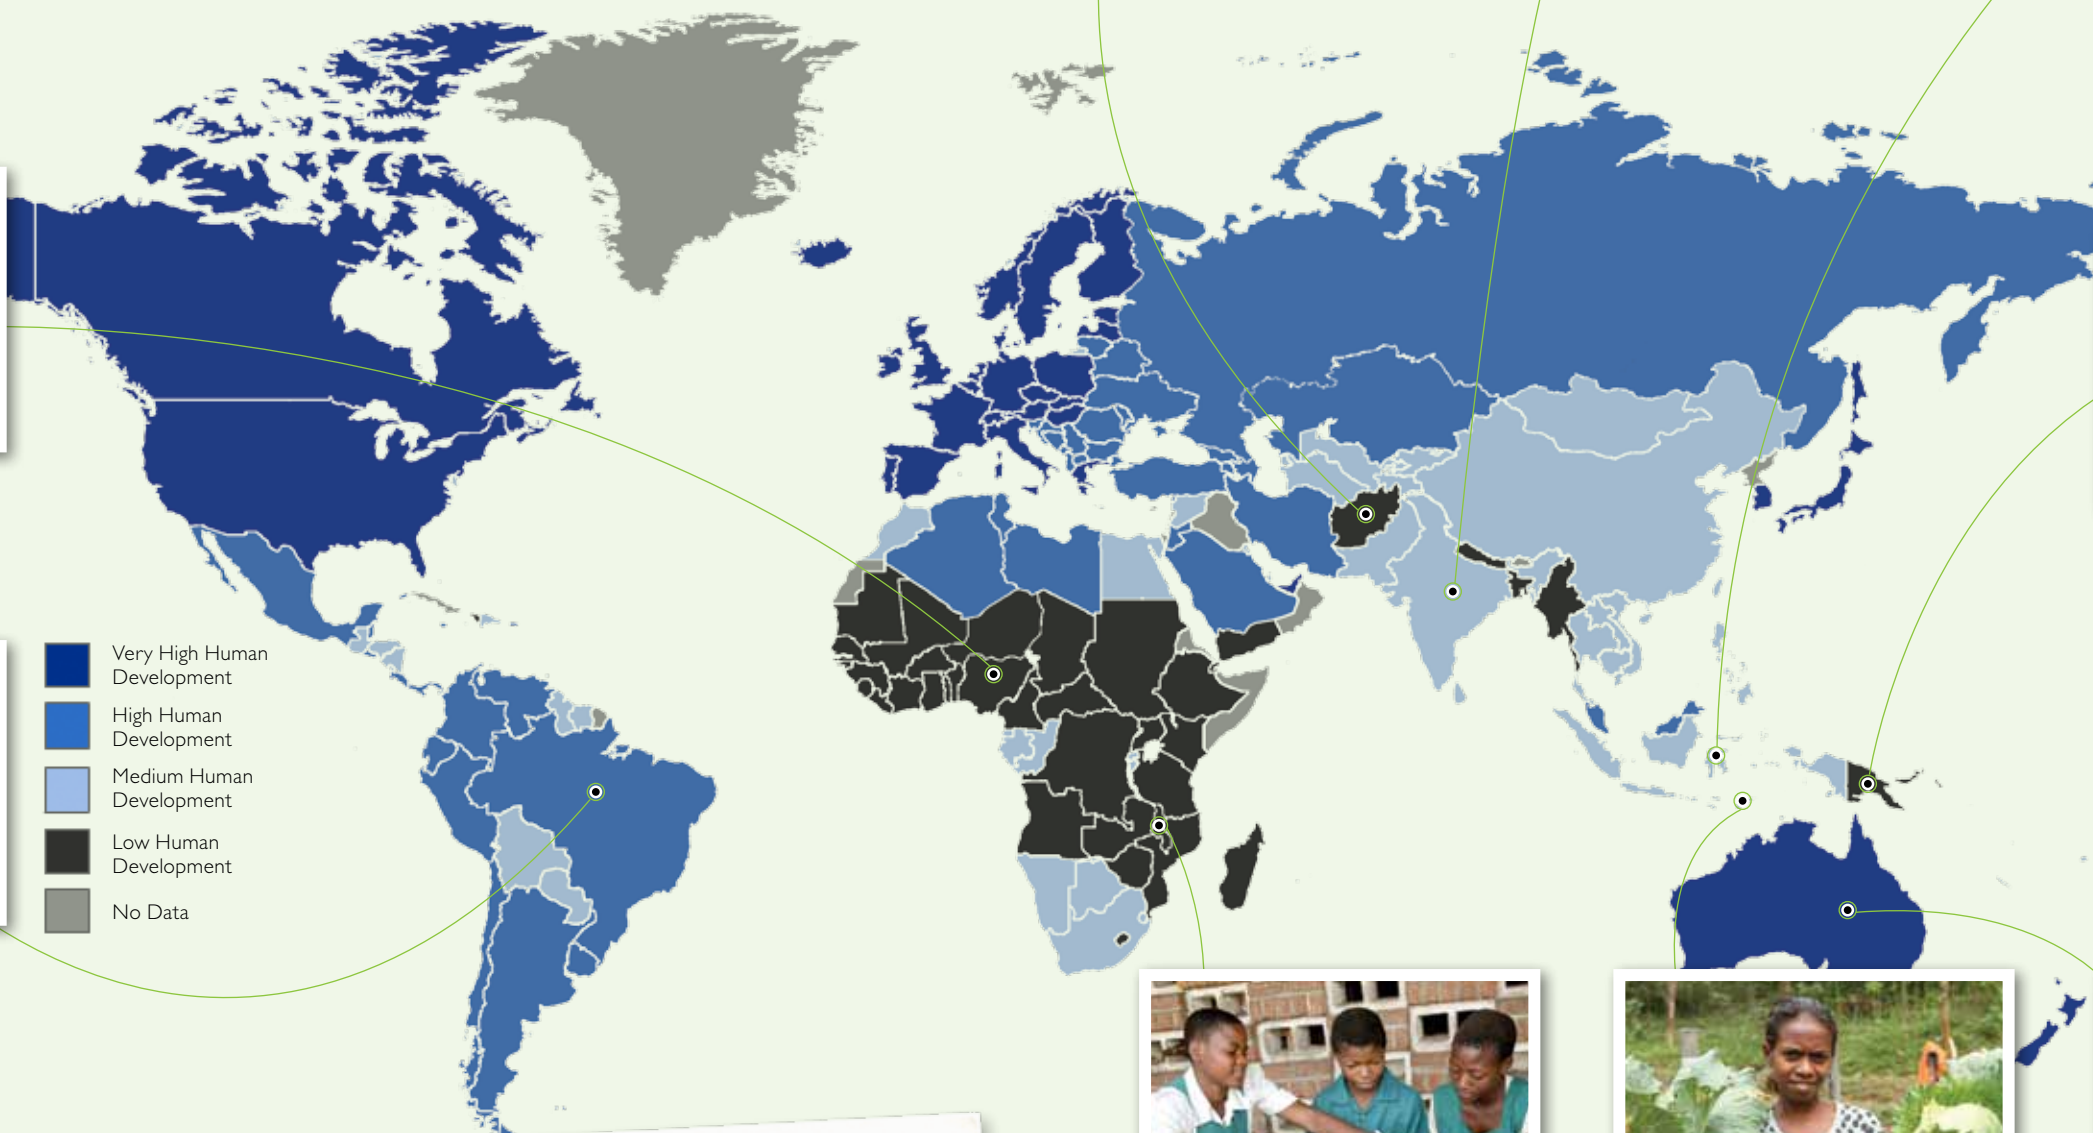 Very High Human
Development
High Human
Development
Medium Human
Development
Low Human
Development
No Data